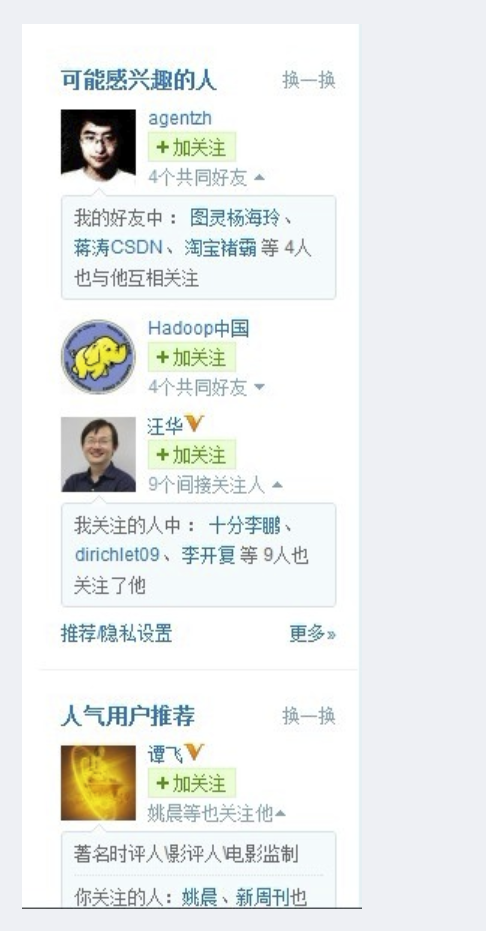 可能感兴趣的人 换一换
agentzh
+加关注
4个共同好友
我的好友中： 图灵杨海玲、
蒋涛CSDN、淘宝褚霸 等 4人
也与他互相关注
Hadoop中国
+加关注
4个共同好友
汪华
+加关注
9个间接关注人
我关注的人中： 十分李鹏、
dirichlet09、李开复 等 9人也
关注了他
推荐/隐私设置 更多»
人气用户推荐 换一换
谭飞
+加关注
姚晨等也关注他
著名时评人\影评人\电影监制
你关注的人：姚晨、新周刊也